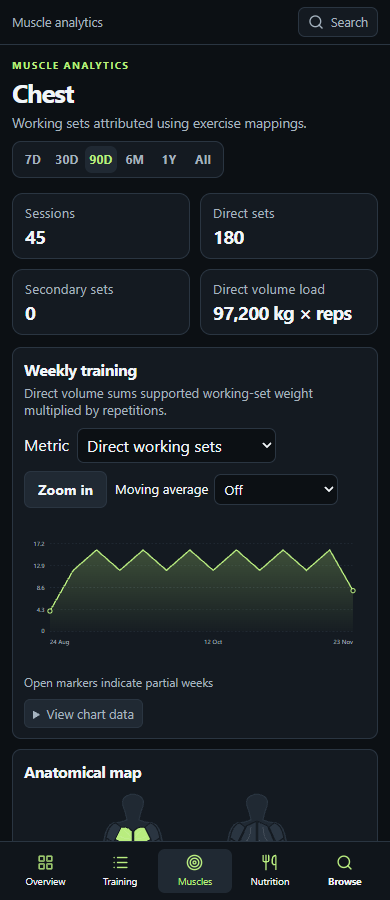 Muscle analytics
Search
MUSCLE ANALYTICS
Chest
Working sets attributed using exercise mappings.
7D 30D 90D 6M 1Y All
Sessions
45
Direct sets
180
Secondary sets
0
Direct volume load
97,200 kg × reps
Weekly training
Direct volume sums supported working-set weight
multiplied by repetitions.
Metric Direct working sets
Zoom in Moving average Off
17.2
12.9
8.6
4.3
0
24 Aug 12 Oct 23 Nov
Open markers indicate partial weeks
View chart data
Anatomical map
Overview Training Muscles Nutrition Browse